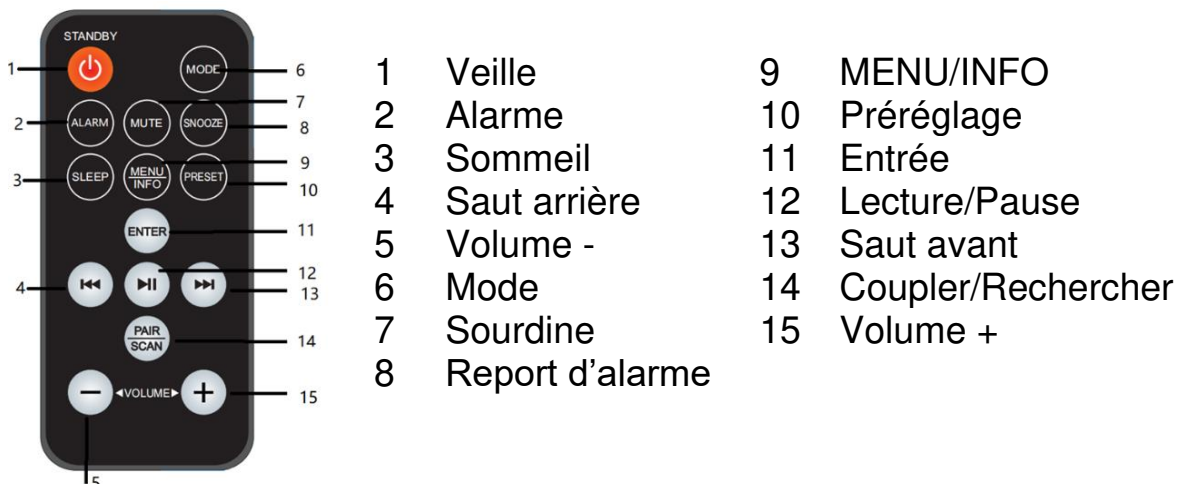 STANDBY
1
MODE
6
7
2
ALARM
MUTE
SNOOZE
8
9
3
SLEEP
MENU
INFO
PRESET
10
ENTER
11
12
4
13
PAIR
SCAN
14
− ◄VOLUME► +
15
5
1 Veille
2 Alarme
3 Sommeil
4 Saut arrière
5 Volume -
6 Mode
7 Sourdine
8 Report d’alarme
9 MENU/INFO
10 Préréglage
11 Entrée
12 Lecture/Pause
13 Saut avant
14 Coupler/Rechercher
15 Volume +